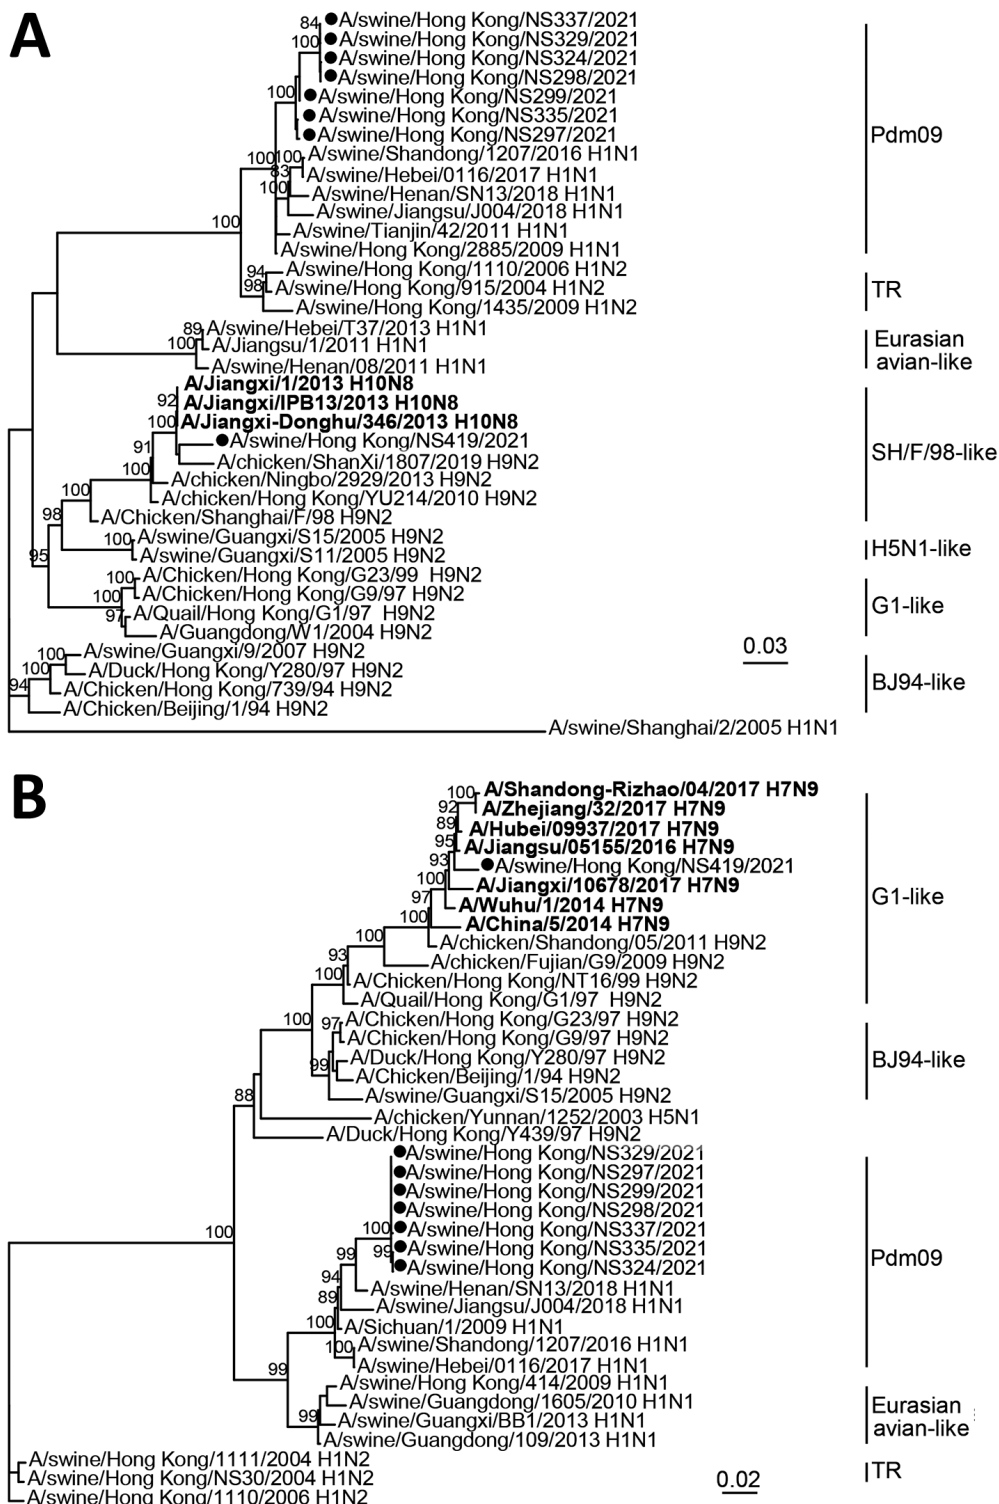 A
84
A/swine/Hong Kong/NS337/2021
100
A/swine/Hong Kong/NS329/2021
A/swine/Hong Kong/NS324/2021
A/swine/Hong Kong/NS298/2021
100
A/swine/Hong Kong/NS299/2021
A/swine/Hong Kong/NS335/2021
A/swine/Hong Kong/NS297/2021
Pdm09
100
100
A/swine/Shandong/1207/2016 H1N1
83
A/swine/Hebei/0116/2017 H1N1
100
A/swine/Henan/SN13/2018 H1N1
A/swine/Jiangsu/J004/2018 H1N1
100
A/swine/Tianjin/42/2011 H1N1
A/swine/Hong Kong/2885/2009 H1N1
94
A/swine/Hong Kong/1110/2006 H1N2
98
A/swine/Hong Kong/915/2004 H1N2
TR
A/swine/Hong Kong/1435/2009 H1N2
89
A/swine/Hebei/T37/2013 H1N1
100
A/Jiangsu/1/2011 H1N1
Eurasian
avian-like
A/swine/Henan/08/2011 H1N1
A/Jiangxi/1/2013 H10N8
92
A/Jiangxi/IPB13/2013 H10N8
100
A/Jiangxi-Donghu/346/2013 H10N8
A/swine/Hong Kong/NS419/2021
91
SH/F/98-like
A/chicken/ShanXi/1807/2019 H9N2
100
A/chicken/Ningbo/2929/2013 H9N2
100
A/chicken/Hong Kong/YU214/2010 H9N2
98
A/Chicken/Shanghai/F/98 H9N2
100
A/swine/Guangxi/S15/2005 H9N2
95
A/swine/Guangxi/S11/2005 H9N2
H5N1-like
100
A/Chicken/Hong Kong/G23/99 H9N2
100
A/Chicken/Hong Kong/G9/97 H9N2
97
A/Quail/Hong Kong/G1/97 H9N2
G1-like
A/Guangdong/W1/2004 H9N2
0.03
100
A/swine/Guangxi/9/2007 H9N2
100
A/Duck/Hong Kong/Y280/97 H9N2
94
A/Chicken/Hong Kong/739/94 H9N2
BJ94-like
A/Chicken/Beijing/1/94 H9N2
A/swine/Shanghai/2/2005 H1N1
B
100
A/Shandong-Rizhao/04/2017 H7N9
92
A/Zhejiang/32/2017 H7N9
89
A/Hubei/09937/2017 H7N9
95
A/Jiangsu/05155/2016 H7N9
93
A/swine/Hong Kong/NS419/2021
100
A/Jiangxi/10678/2017 H7N9
97
A/Wuhu/1/2014 H7N9
G1-like
100
A/China/5/2014 H7N9
100
A/chicken/Shandong/05/2011 H9N2
93
A/chicken/Fujian/G9/2009 H9N2
100
A/Chicken/Hong Kong/NT16/99 H9N2
A/Quail/Hong Kong/G1/97 H9N2
100
97
A/Chicken/Hong Kong/G23/97 H9N2
A/Chicken/Hong Kong/G9/97 H9N2
99
A/Duck/Hong Kong/Y280/97 H9N2
BJ94-like
A/Chicken/Beijing/1/94 H9N2
88
A/swine/Guangxi/S15/2005 H9N2
A/chicken/Yunnan/1252/2003 H5N1
A/Duck/Hong Kong/Y439/97 H9N2
A/swine/Hong Kong/NS329/2021
A/swine/Hong Kong/NS297/2021
A/swine/Hong Kong/NS299/2021
A/swine/Hong Kong/NS298/2021
100
100
A/swine/Hong Kong/NS337/2021
99
99
A/swine/Hong Kong/NS335/2021
Pdm09
A/swine/Hong Kong/NS324/2021
94
A/swine/Henan/SN13/2018 H1N1
89
A/swine/Jiangsu/J004/2018 H1N1
100
A/Sichuan/1/2009 H1N1
100
A/swine/Shandong/1207/2016 H1N1
99
A/swine/Hebei/0116/2017 H1N1
A/swine/Hong Kong/414/2009 H1N1
A/swine/Guangdong/1605/2010 H1N1
Eurasian
avian-like
99
A/swine/Guangxi/BB1/2013 H1N1
A/swine/Guangdong/109/2013 H1N1
A/swine/Hong Kong/1111/2004 H1N2
A/swine/Hong Kong/NS30/2004 H1N2
TR
0.02
A/swine/Hong Kong/1110/2006 H1N2